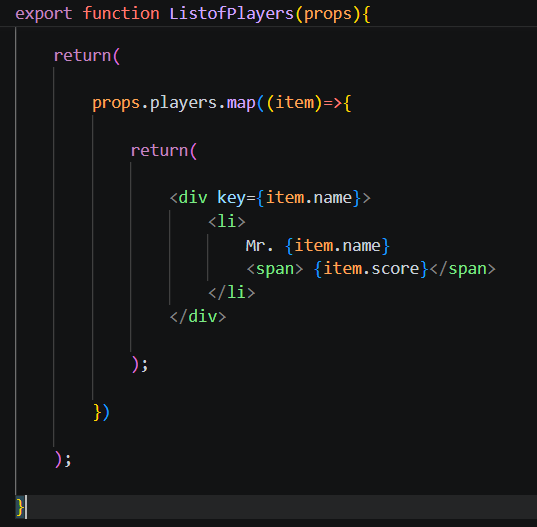 export function ListofPlayers(props){
return(
props.players.map((item)=>{
return(
<div key={item.name}>
<li>
Mr. {item.name}
<span> {item.score}</span>
</li>
</div>
);
})
);
}